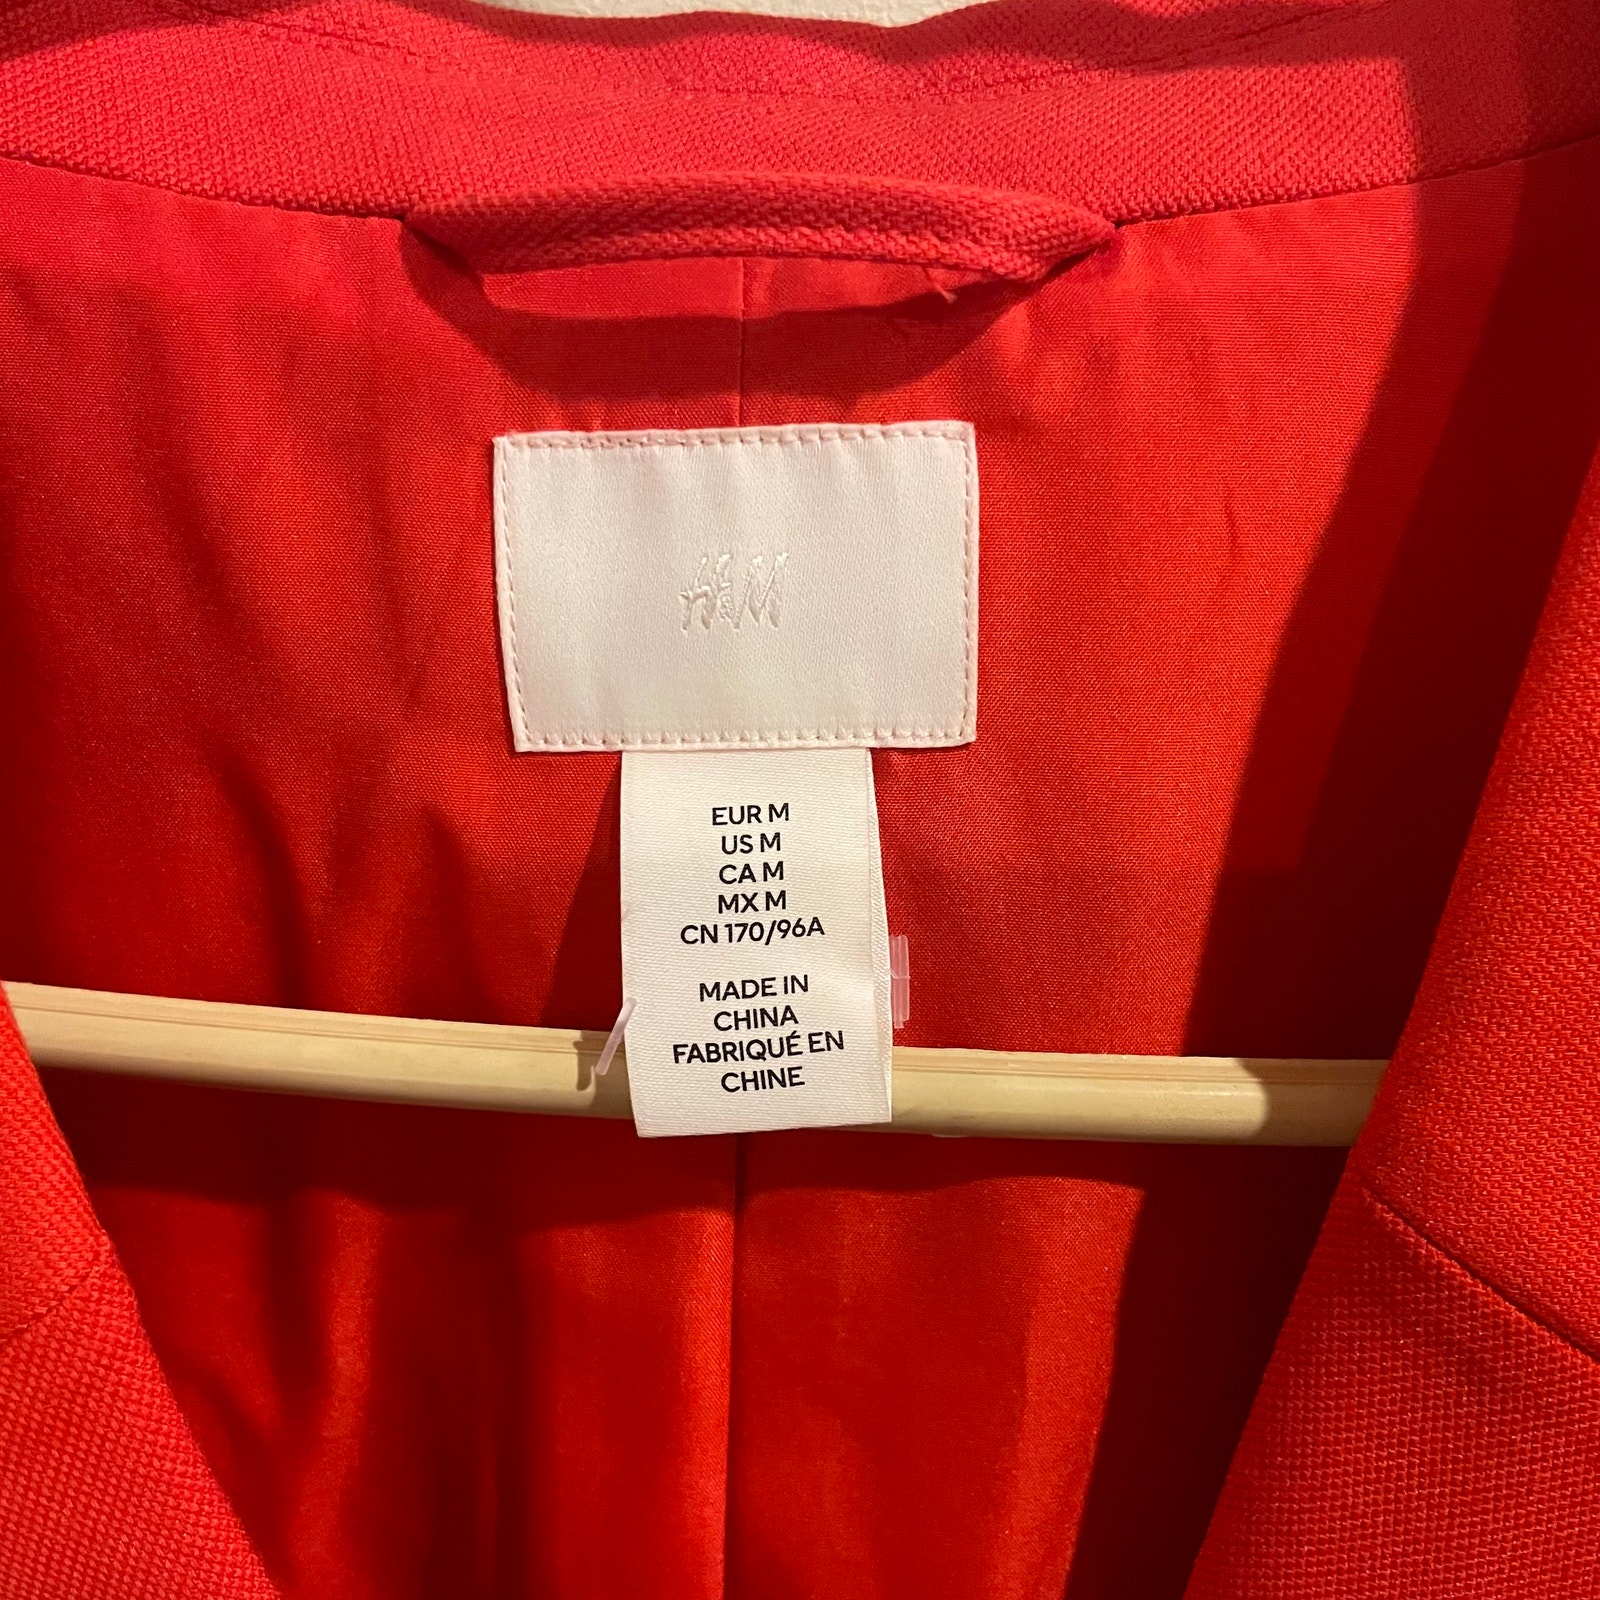 H&M
EUR M
US M
CA M
MX M
CN 170/96A
MADE IN
CHINA
FABRIQUÉ EN
CHINE